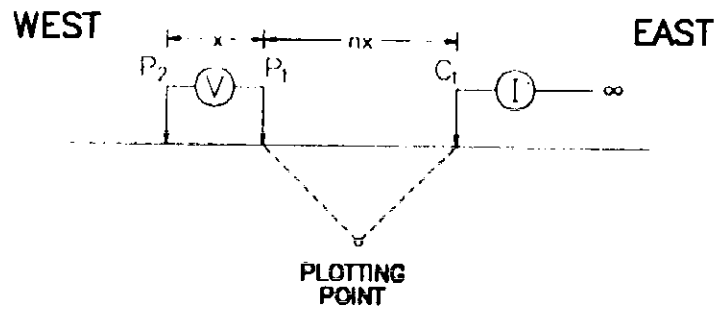 WEST
EAST
x
nx
P₂
V
P₁
C₁
I
∞
PLOTTING
POINT